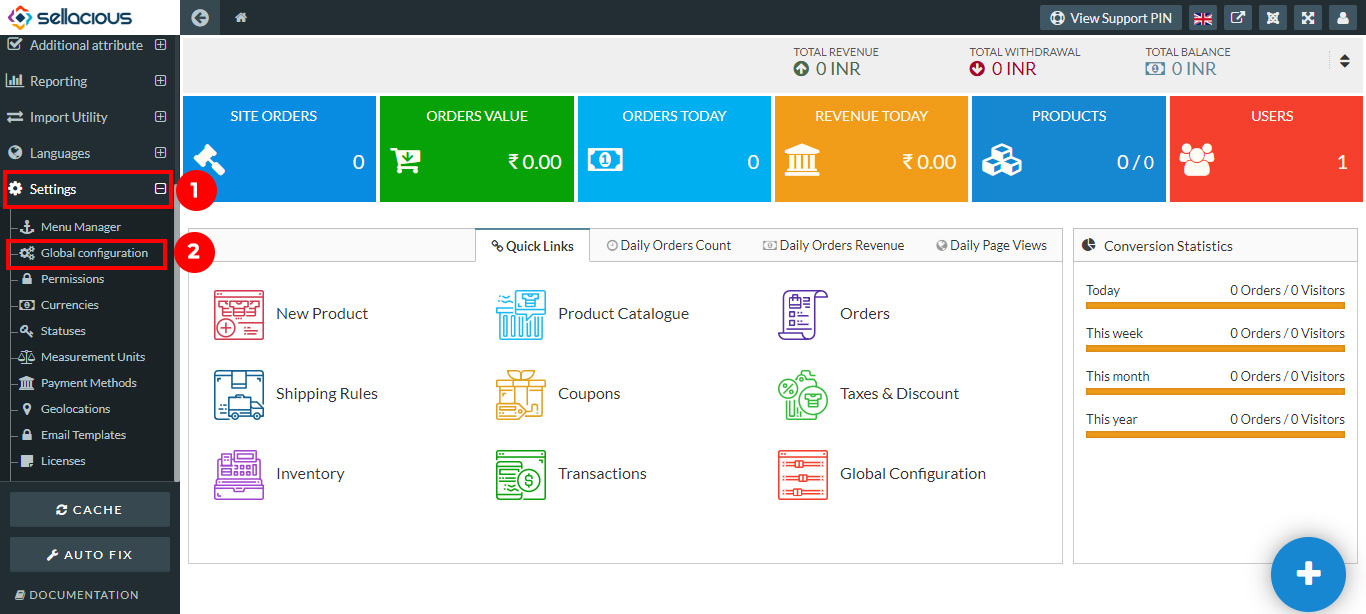 sellacious
View Support PIN
Additional attribute
Reporting
Import Utility
Languages
Settings
1
Menu Manager
Global configuration
2
Permissions
Currencies
Statuses
Measurement Units
Payment Methods
Geolocations
Email Templates
Licenses
CACHE
AUTO FIX
DOCUMENTATION
TOTAL REVENUE
0 INR
TOTAL WITHDRAWAL
0 INR
TOTAL BALANCE
0 INR
SITE ORDERS
0
ORDERS VALUE
₹ 0.00
ORDERS TODAY
0
REVENUE TODAY
₹ 0.00
PRODUCTS
0 / 0
USERS
1
Quick Links
Daily Orders Count
Daily Orders Revenue
Daily Page Views
New Product
Product Catalogue
Orders
Shipping Rules
Coupons
Taxes & Discount
Inventory
Transactions
Global Configuration
Conversion Statistics
Today 0 Orders / 0 Visitors
This week 0 Orders / 0 Visitors
This month 0 Orders / 0 Visitors
This year 0 Orders / 0 Visitors